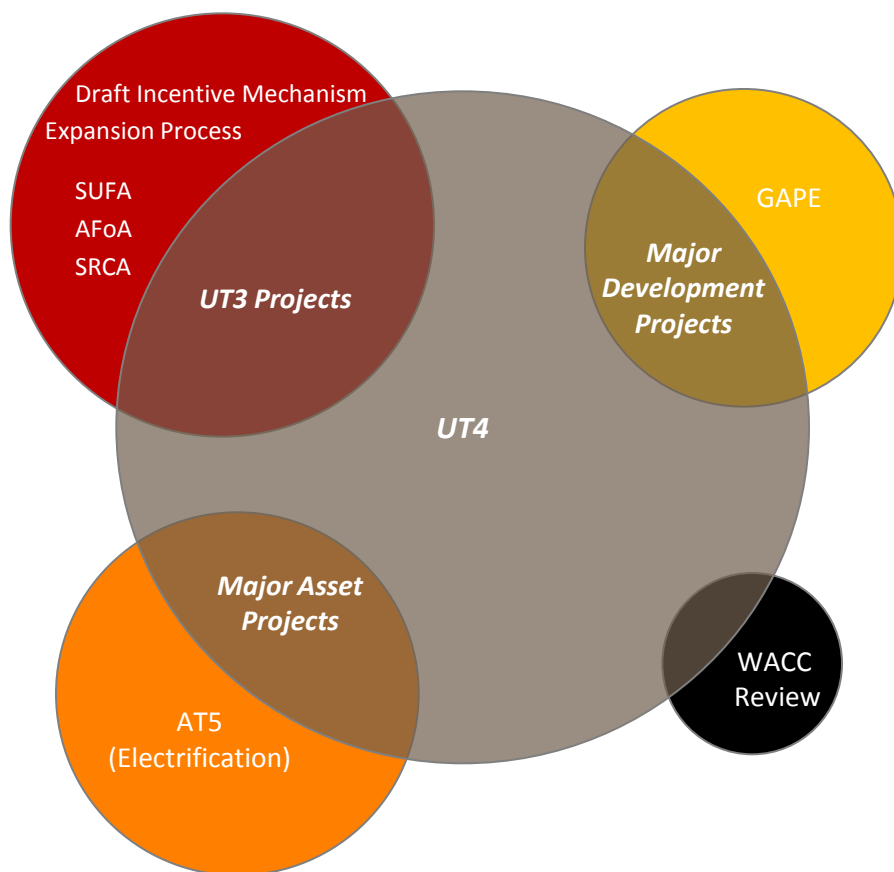 Draft Incentive Mechanism
Expansion Process
SUFA
AFoA
SRCA
UT3 Projects
GAPE
Major
Development
Projects
UT4
Major Asset
Projects
AT5
(Electrification)
WACC
Review